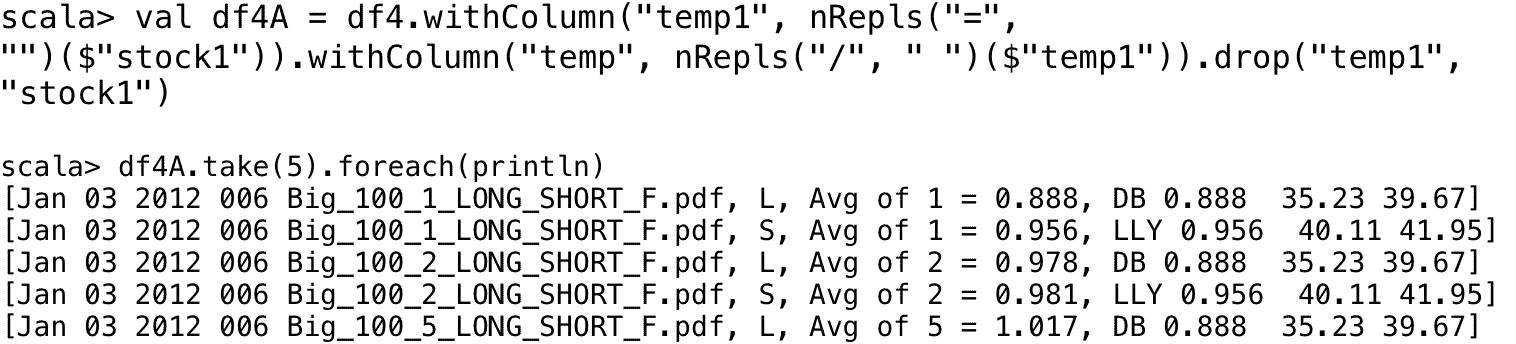 scala> val df4A = df4.withColumn("temp1", nRepls("=",
"")($"stock1")).withColumn("temp", nRepls("/", " ")($"temp1")).drop("temp1",
"stock1")
scala> df4A.take(5).foreach(println)
[Jan 03 2012 006 Big_100_1_LONG_SHORT_F.pdf, L, Avg of 1 = 0.888, DB 0.888  35.23 39.67]
[Jan 03 2012 006 Big_100_1_LONG_SHORT_F.pdf, S, Avg of 1 = 0.956, LLY 0.956  40.11 41.95]
[Jan 03 2012 006 Big_100_2_LONG_SHORT_F.pdf, L, Avg of 2 = 0.978, DB 0.888  35.23 39.67]
[Jan 03 2012 006 Big_100_2_LONG_SHORT_F.pdf, S, Avg of 2 = 0.981, LLY 0.956  40.11 41.95]
[Jan 03 2012 006 Big_100_5_LONG_SHORT_F.pdf, L, Avg of 5 = 1.017, DB 0.888  35.23 39.67]